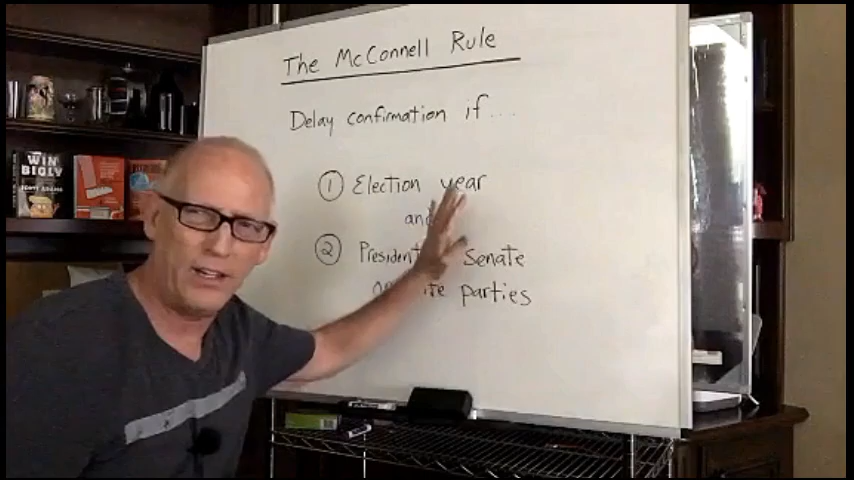 The McConnell Rule
Delay confirmation if...
① Election year
and
② President Senate
parties
WIN
BIGLY
SCOTT ADAMS